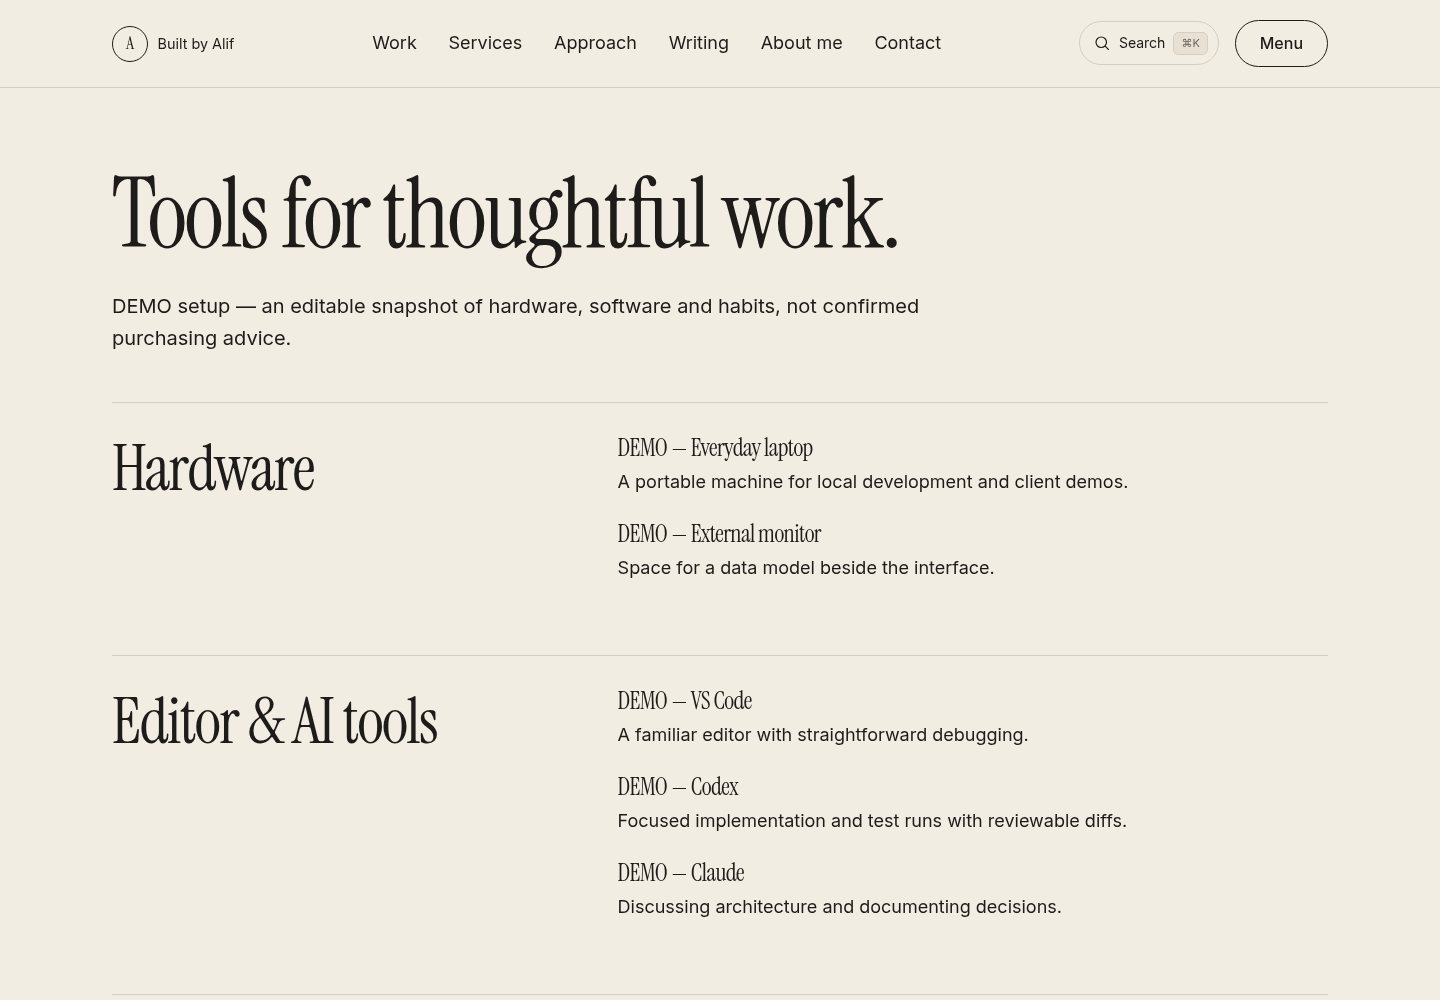 A Built by Alif
Work Services Approach Writing About me Contact
Search ⌘K
Menu
Tools for thoughtful work.
DEMO setup — an editable snapshot of hardware, software and habits, not confirmed
purchasing advice.
Hardware
DEMO — Everyday laptop
A portable machine for local development and client demos.
DEMO — External monitor
Space for a data model beside the interface.
Editor & AI tools
DEMO — VS Code
A familiar editor with straightforward debugging.
DEMO — Codex
Focused implementation and test runs with reviewable diffs.
DEMO — Claude
Discussing architecture and documenting decisions.